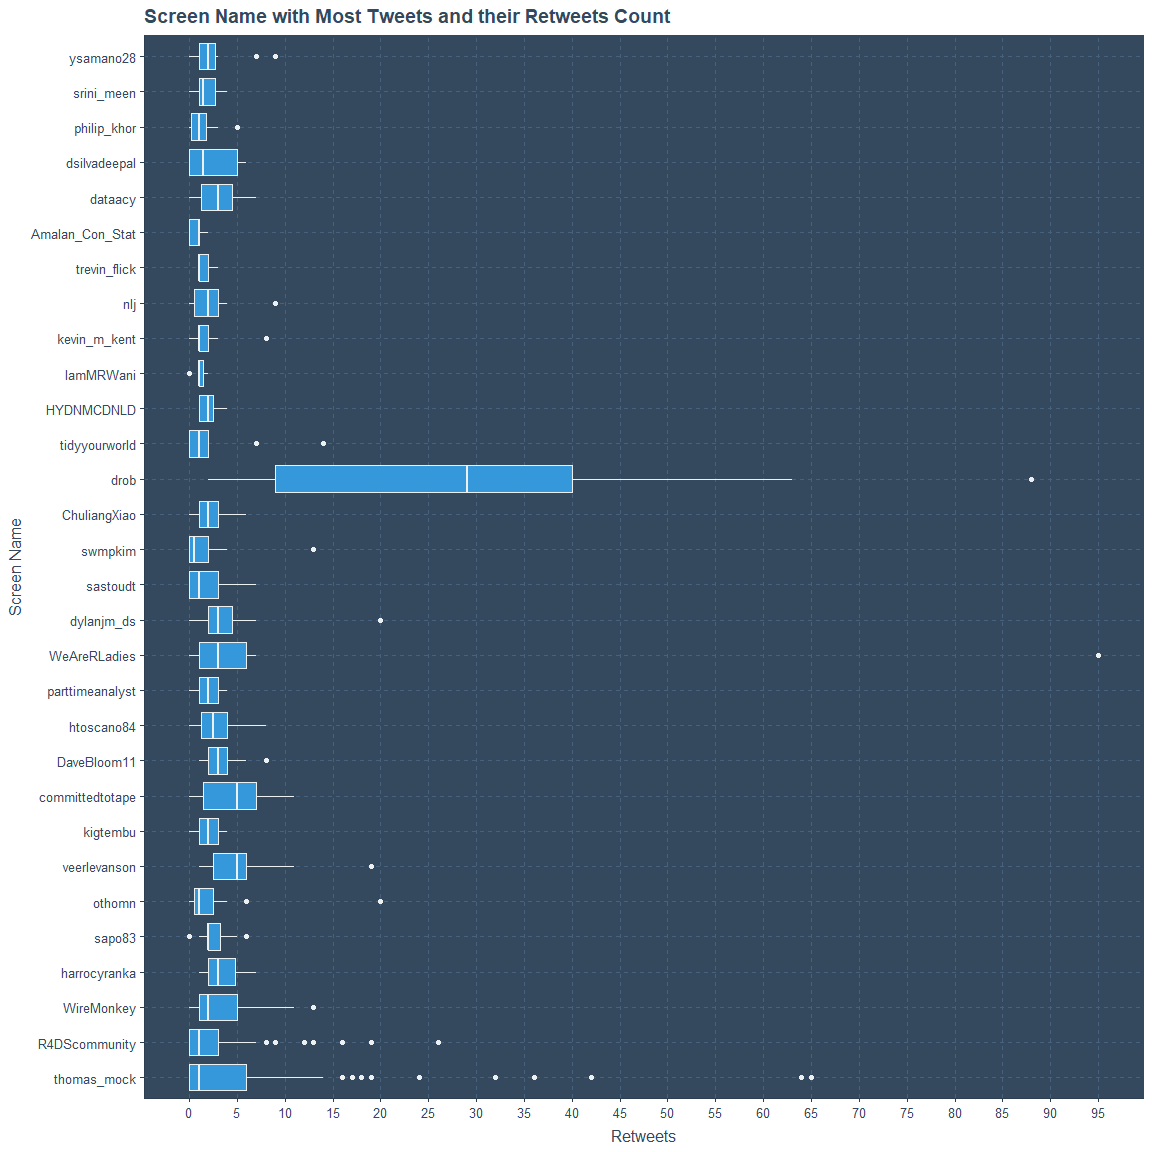 Screen Name with Most Tweets and their Retweets Count
ysamano28
srini_meen
philip_khor
dsilvadeepal
dataacy
Amalan_Con_Stat
trevin_flick
nlj
kevin_m_kent
IamMRWani
HYDNMCDNLD
tidyyourworld
drob
ChuliangXiao
swmpkim
sastoudt
dylanjm_ds
WeAreRLadies
parttimeanalyst
htoscano84
DaveBloom11
committedtotape
kigtembu
veerlevanson
othomn
sapo83
harrocyranka
WireMonkey
R4DScommunity
thomas_mock
Screen Name
0 5 10 15 20 25 30 35 40 45 50 55 60 65 70 75 80 85 90 95
Retweets